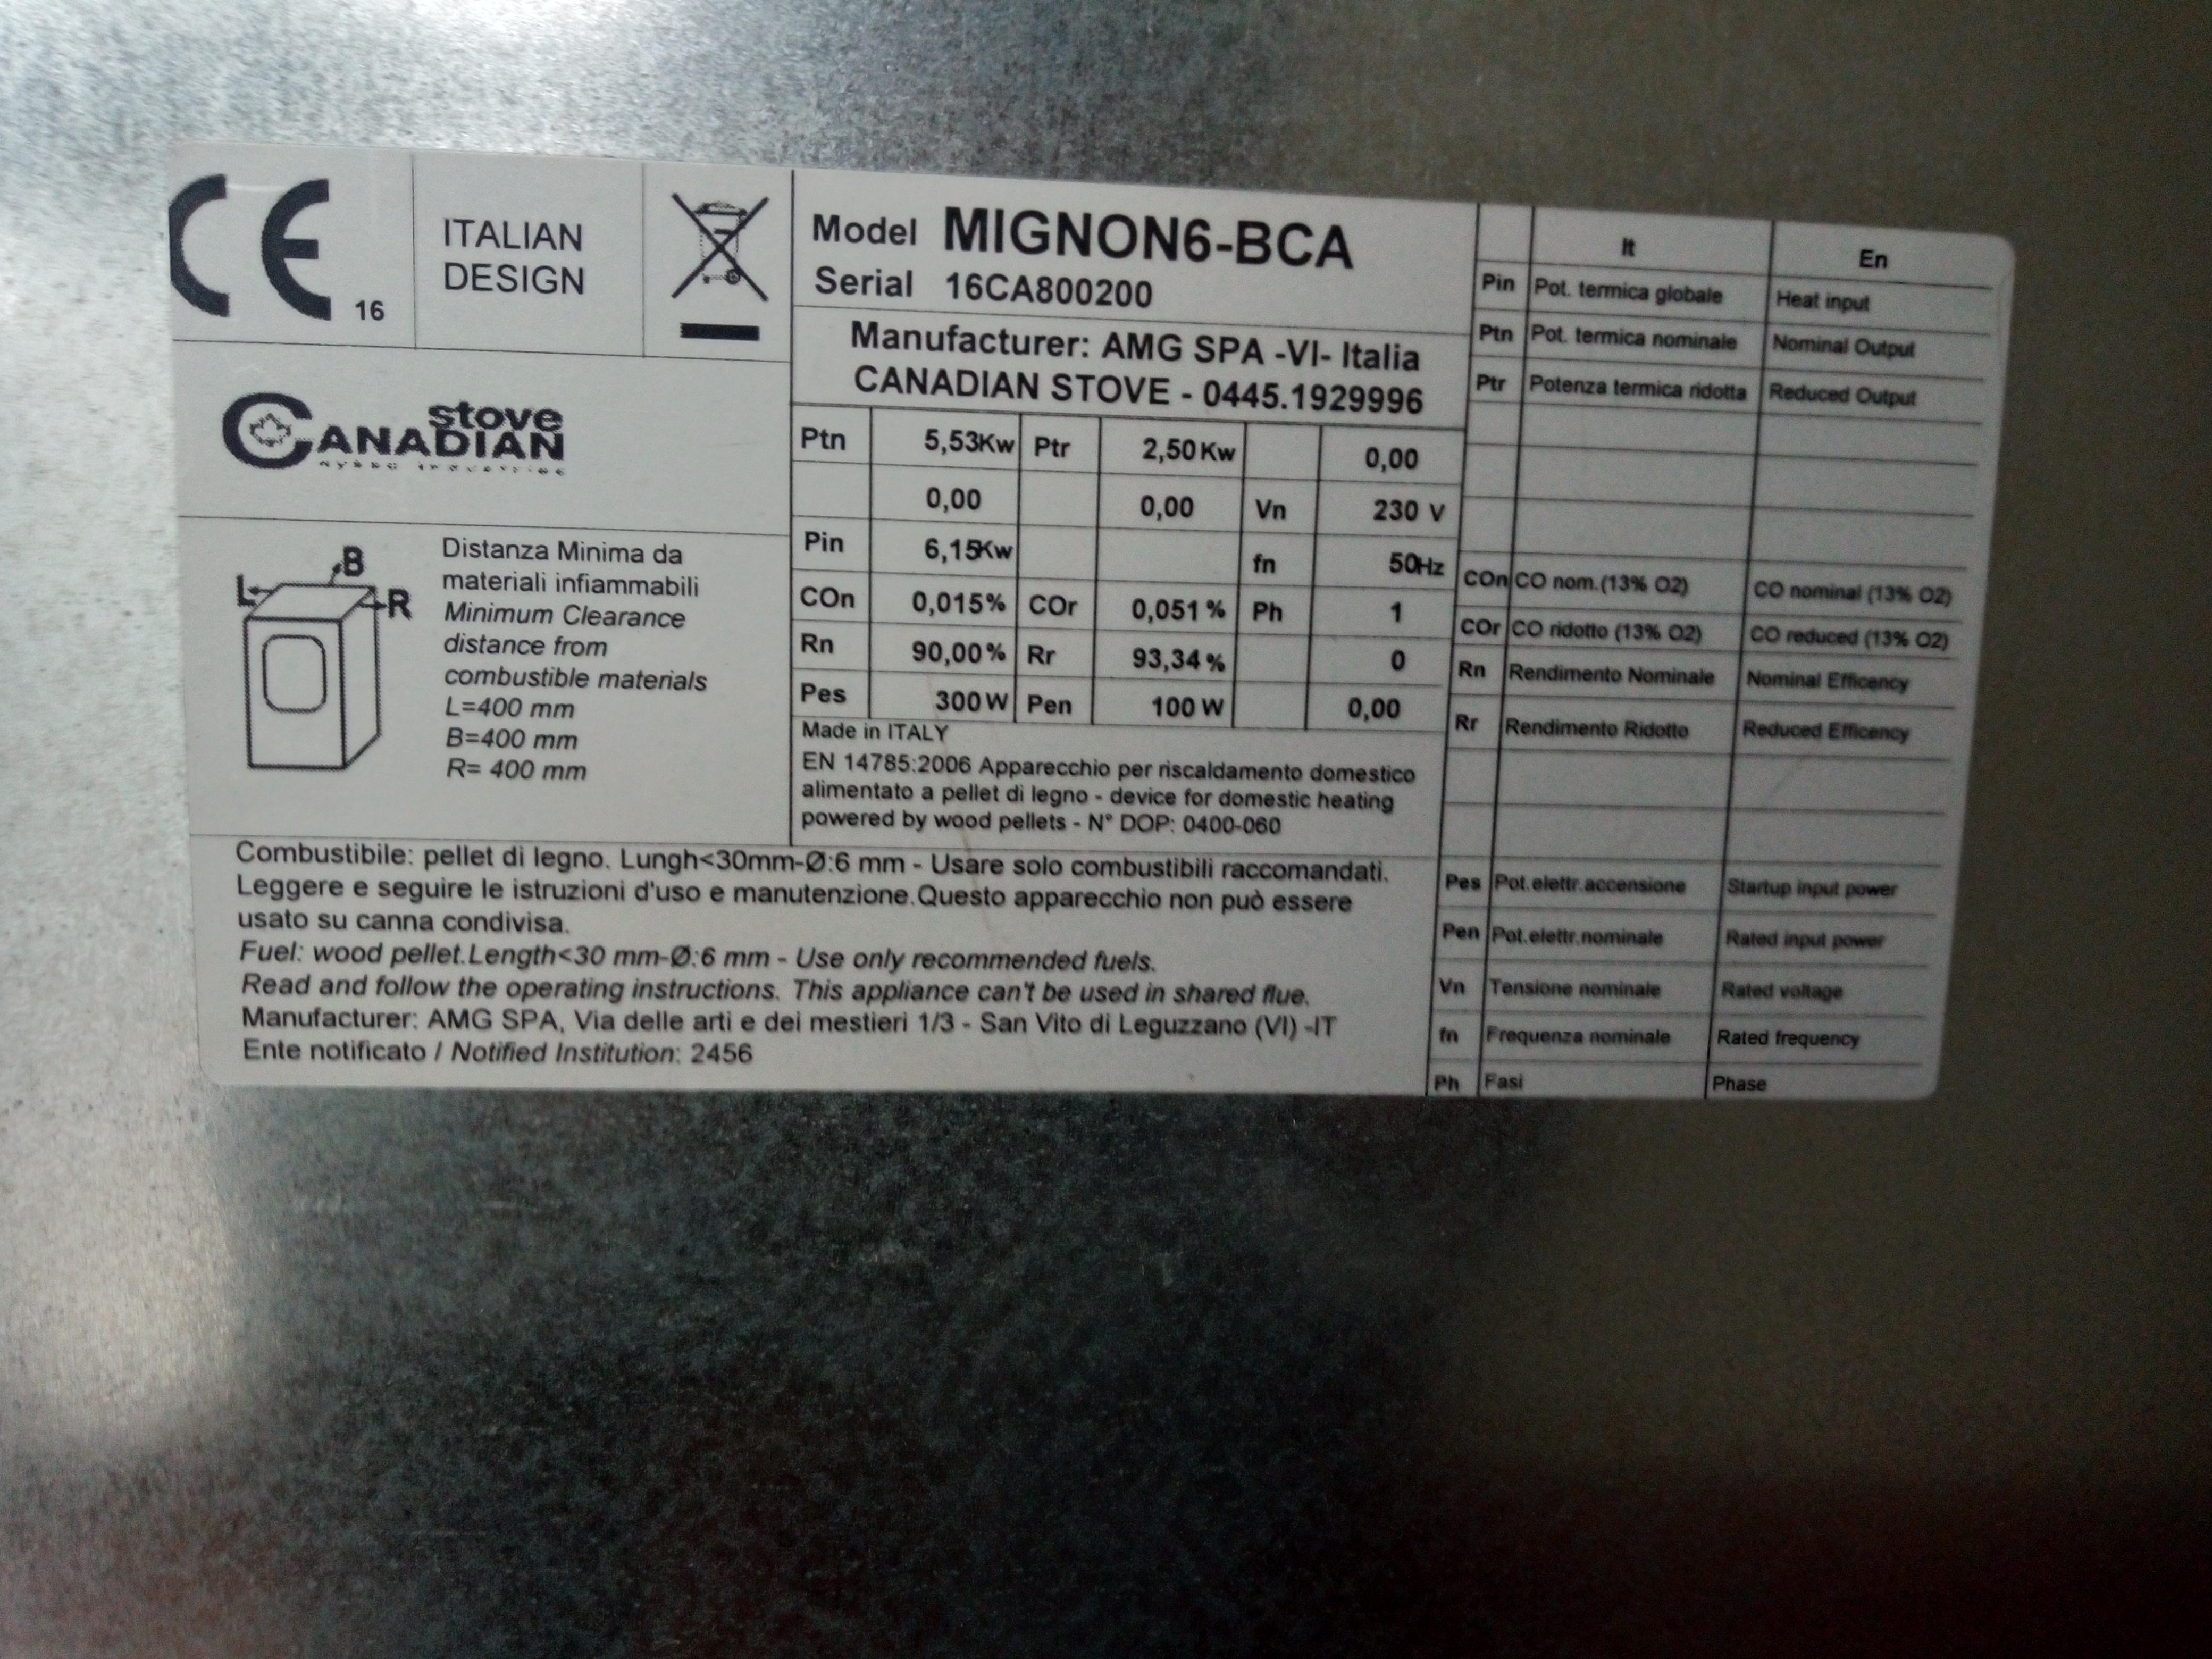 CE 16
ITALIAN
DESIGN
stove
CANADIAN
L B R
Distanza Minima da
materiali infiammabili
Minimum Clearance
distance from
combustible materials
L=400 mm
B=400 mm
R= 400 mm
Model MIGNON6-BCA
Serial 16CA800200
Manufacturer: AMG SPA -VI- Italia
CANADIAN STOVE - 0445.1929996
Ptn 5,53Kw Ptr 2,50Kw 0,00
0,00 0,00 Vn 230 V
Pin 6,15Kw fn 50Hz
COn 0,015% COr 0,051% Ph 1
Rn 90,00% Rr 93,34% 0
Pes 300W Pen 100W 0,00
Made in ITALY
EN 14785:2006 Apparecchio per riscaldamento domestico
alimentato a pellet di legno - device for domestic heating
powered by wood pellets - N° DOP: 0400-060
Combustibile: pellet di legno. Lungh<30mm-Ø:6 mm - Usare solo combustibili raccomandati.
Leggere e seguire le istruzioni d'uso e manutenzione.Questo apparecchio non può essere
usato su canna condivisa.
Fuel: wood pellet.Length<30 mm-Ø:6 mm - Use only recommended fuels.
Read and follow the operating instructions. This appliance can't be used in shared flue.
Manufacturer: AMG SPA, Via delle arti e dei mestieri 1/3 - San Vito di Leguzzano (VI) -IT
Ente notificato / Notified Institution: 2456
It En
Pin Pot. termica globale Heat input
Ptn Pot. termica nominale Nominal Output
Ptr Potenza termica ridotta Reduced Output
COn CO nom.(13% O2) CO nominal (13% O2)
COr CO ridotto (13% O2) CO reduced (13% O2)
Rn Rendimento Nominale Nominal Efficency
Rr Rendimento Ridotto Reduced Efficency
Pes Pot.elettr.accensione Startup input power
Pen Pot.elettr.nominale Rated input power
Vn Tensione nominale Rated voltage
fn Frequenza nominale Rated frequency
Ph Fasi Phase